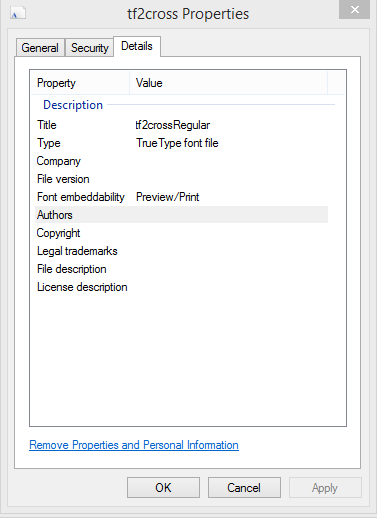 tf2cross Properties
General Security Details
Property Value
Description
Title tf2crossRegular
Type TrueType font file
Company
File version
Font embeddability Preview/Print
Authors
Copyright
Legal trademarks
File description
License description
Remove Properties and Personal Information
OK Cancel Apply